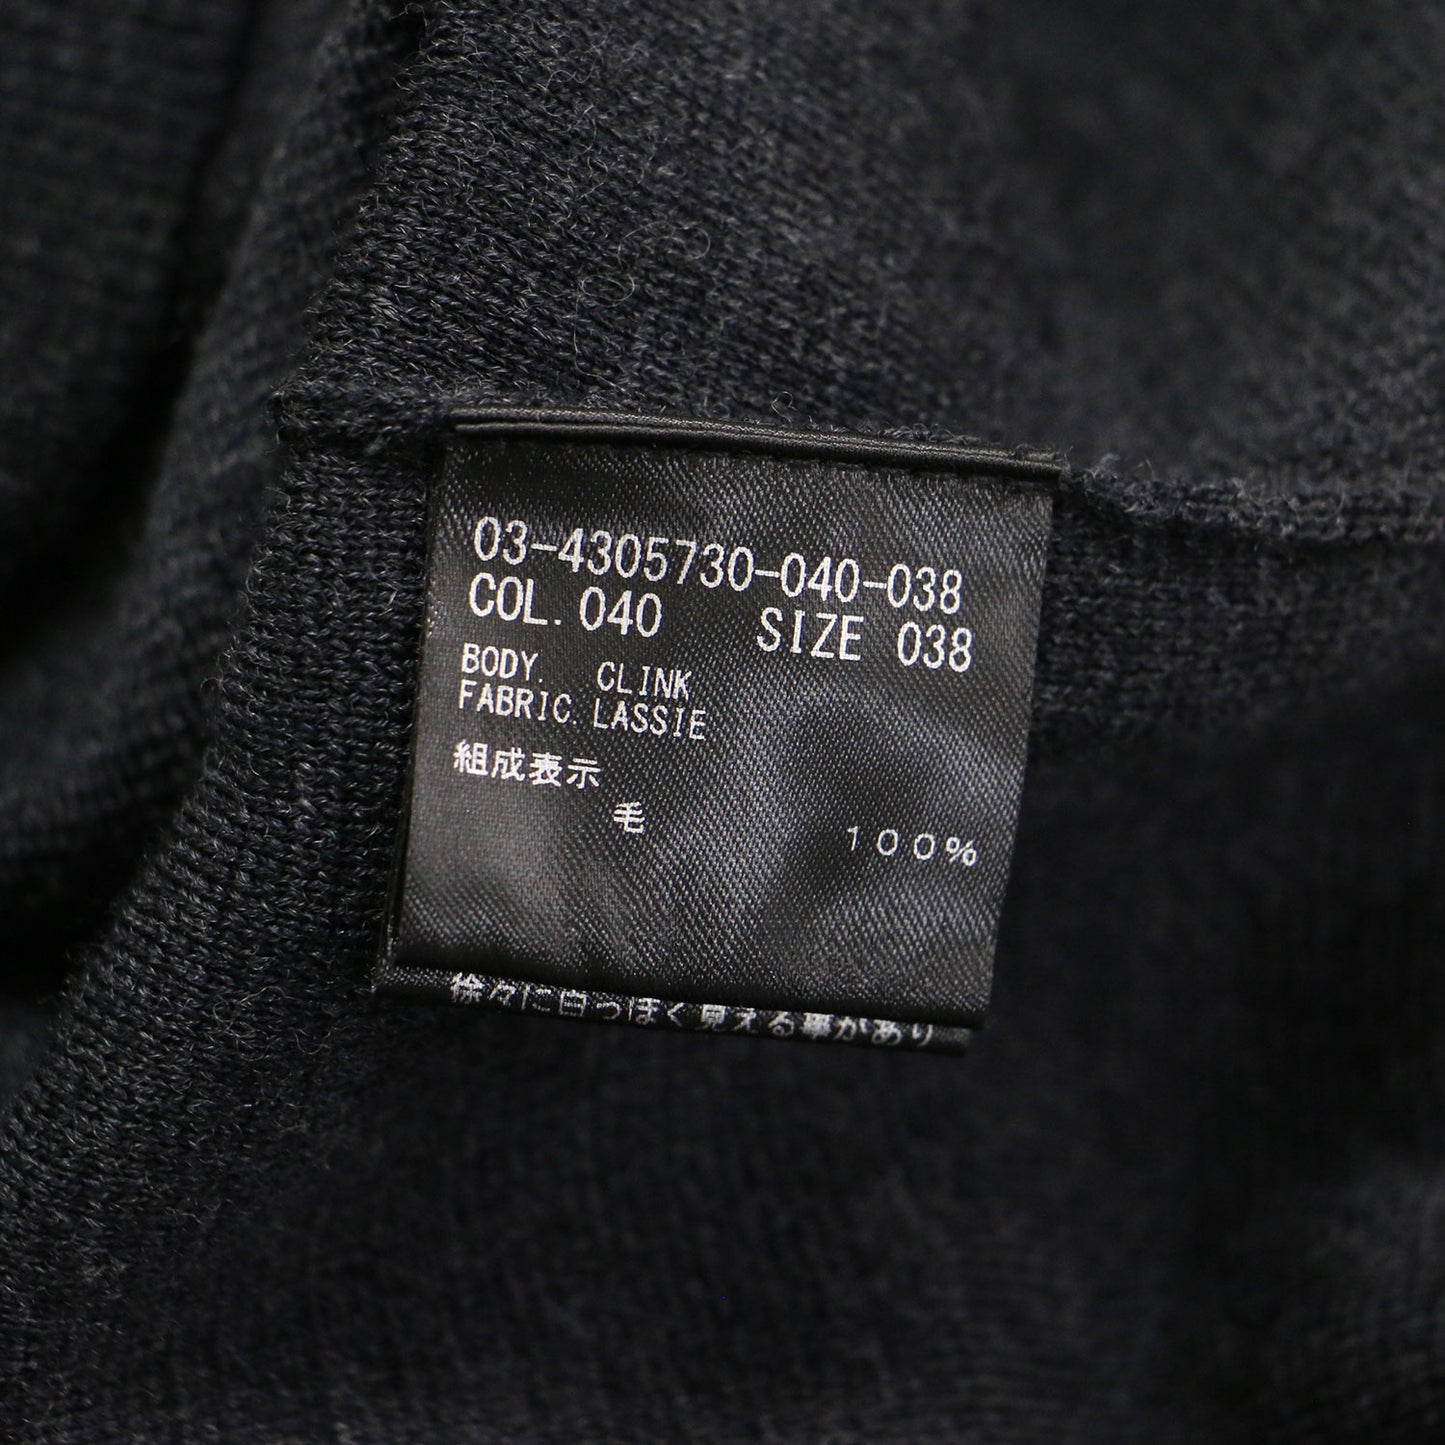 03-4305730-040-038
COL. 040 SIZE 038
BODY. CLINK
FABRIC. LASSIE
組成表示
毛 100%
徐々に白っぽく見える事があり